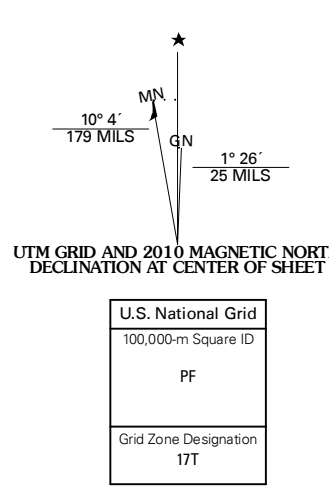 MN
10° 4´
179 MILS
GN
1° 26´
25 MILS
UTM GRID AND 2010 MAGNETIC NORT
DECLINATION AT CENTER OF SHEET
U.S. National Grid
100,000-m Square ID
PF
Grid Zone Designation
17T